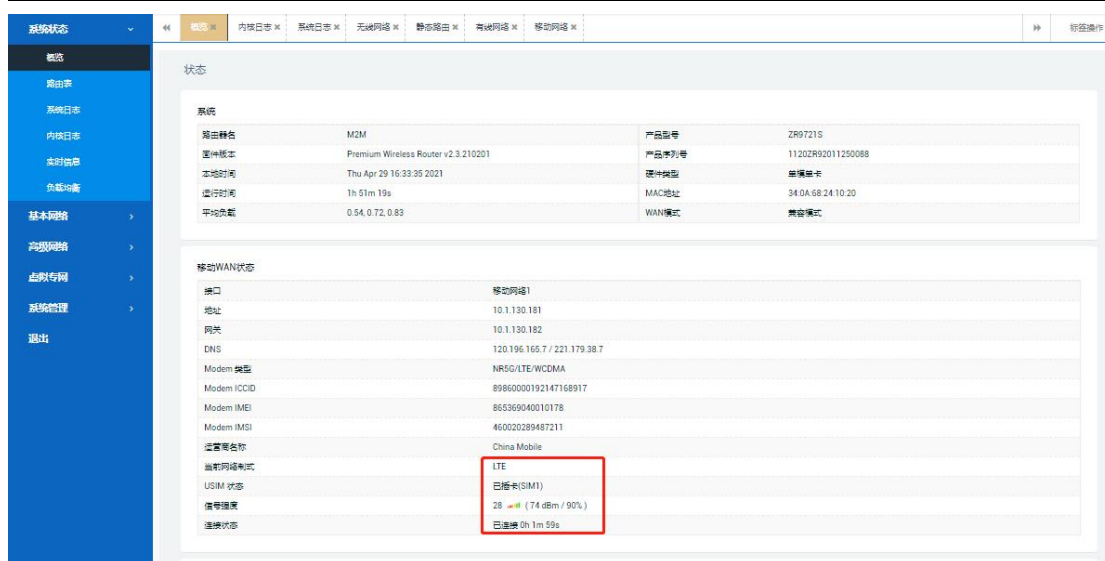 系统状态
概览
路由表
系统日志
内核日志
实时信息
负载均衡
基本网络
高级网络
虚拟专网
系统管理
退出
概览 内核日志 系统日志 无线网络 静态路由 有线网络 移动网络 标签操作
状态
系统
路由器名 M2M 产品型号 ZR9721S
固件版本 Premium Wireless Router v2.3.210201 产品序列号 1120ZR92011250088
本地时间 Thu Apr 29 16:33:35 2021 硬件类型 单模单卡
运行时间 1h 51m 19s MAC地址 34:0A:68:24:10:20
平均负载 0.54, 0.72, 0.83 WAN模式 兼容模式
移动WAN状态
接口 移动网络1
地址 10.1.130.181
网关 10.1.130.182
DNS 120.196.165.7 / 221.179.38.7
Modem 类型 NR5G/LTE/WCDMA
Modem ICCID 89860000192147168917
Modem IMEI 865369040010178
Modem IMSI 460020289487211
运营商名称 China Mobile
当前网络制式 LTE
USIM 状态 已插卡(SIM1)
信号强度 28 (74 dBm / 90%)
连接状态 已连接 0h 1m 59s